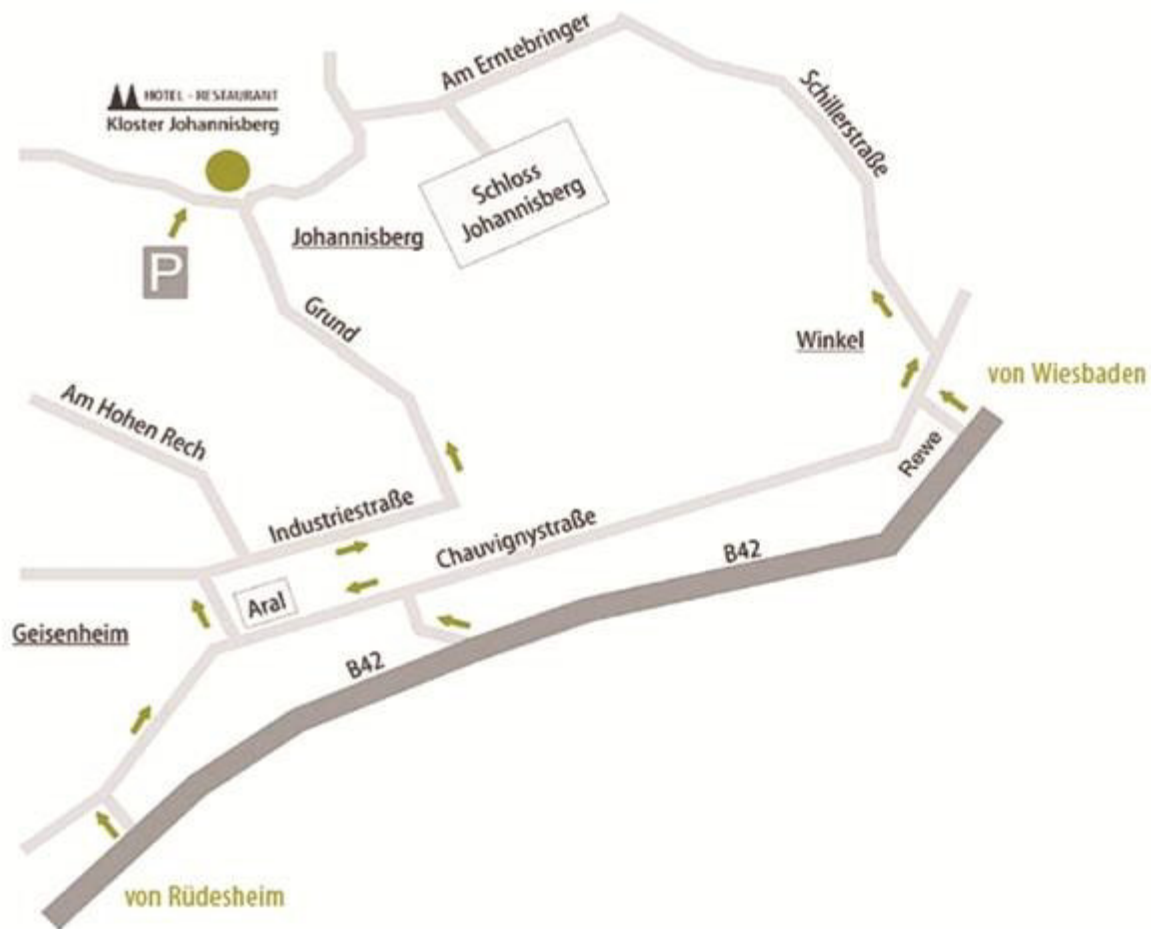 Am Erntebringer
HOTEL - RESTAURANT
Kloster Johannisberg
Schillerstraße
Schloss
Johannisberg
Johannisberg
P
Grund
Winkel
von Wiesbaden
Am Hohen Rech
Rewe
Industriestraße
Chauvignystraße
B42
Aral
Geisenheim
B42
von Rüdesheim